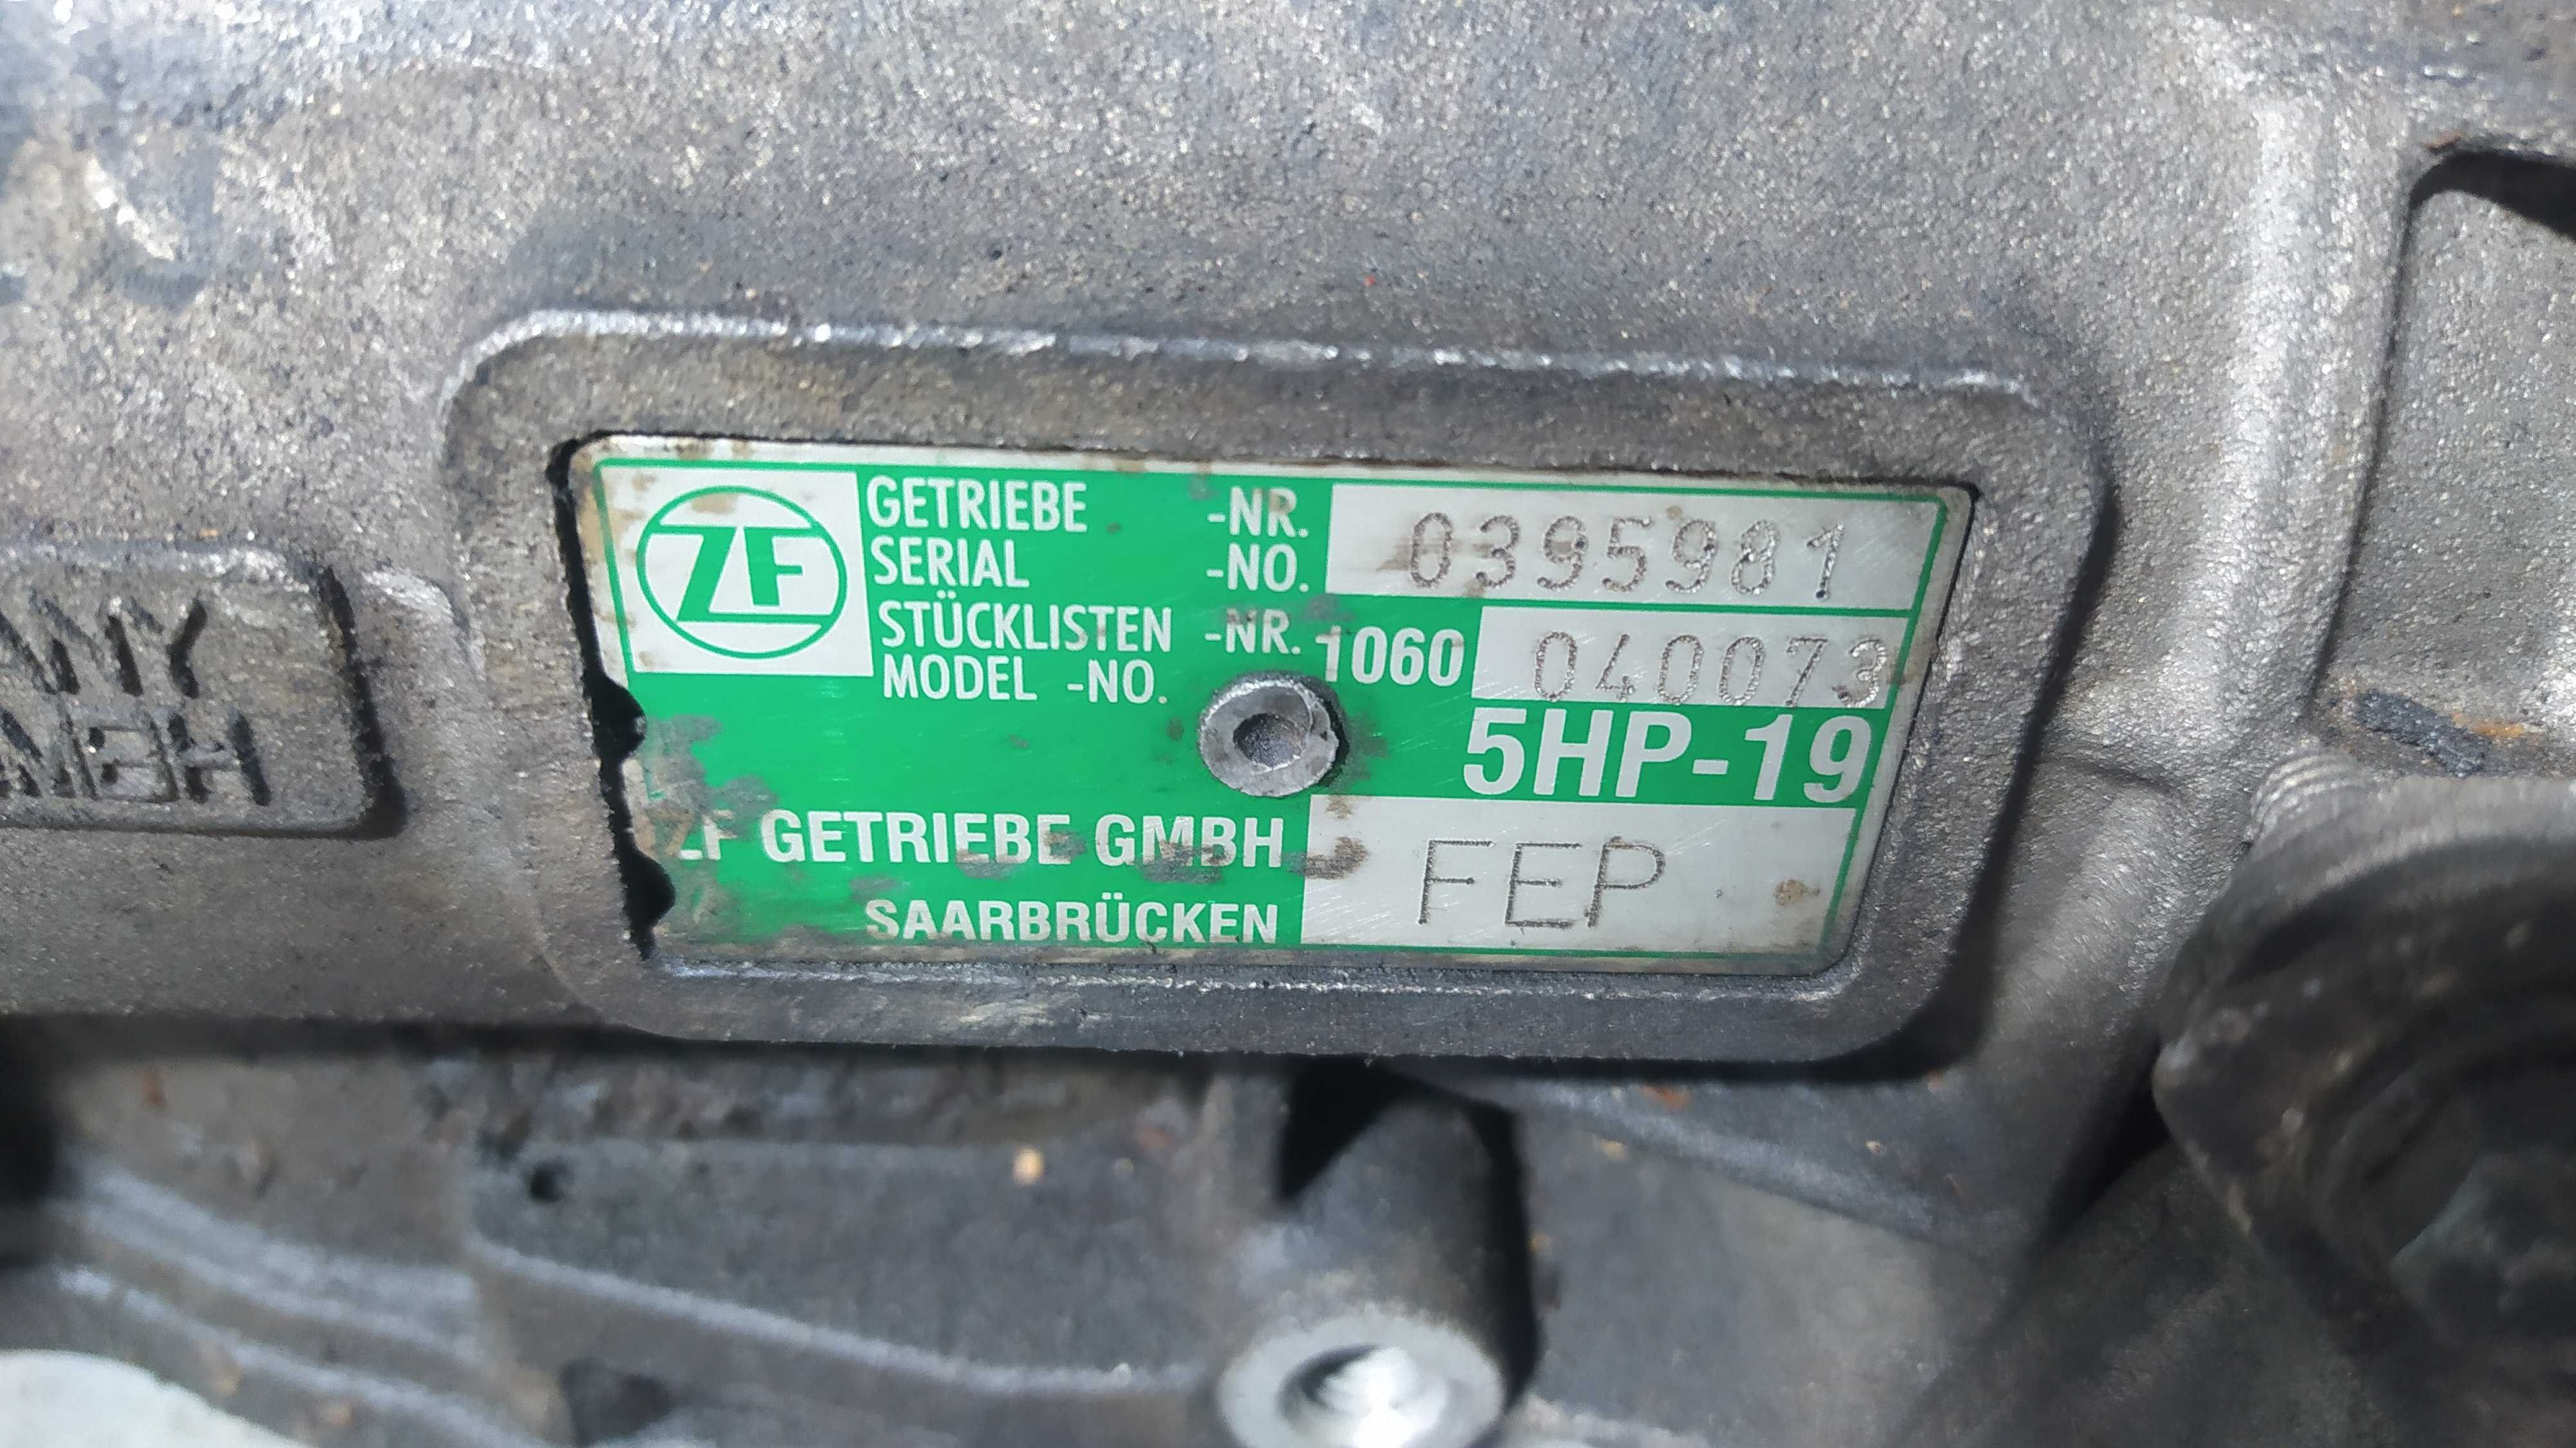 ZF
GETRIEBE -NR. 0395981
SERIAL -NO.
STÜCKLISTEN -NR. 1060 040073
MODEL -NO.
5HP-19
ZF GETRIEBE GMBH FEP
SAARBRÜCKEN